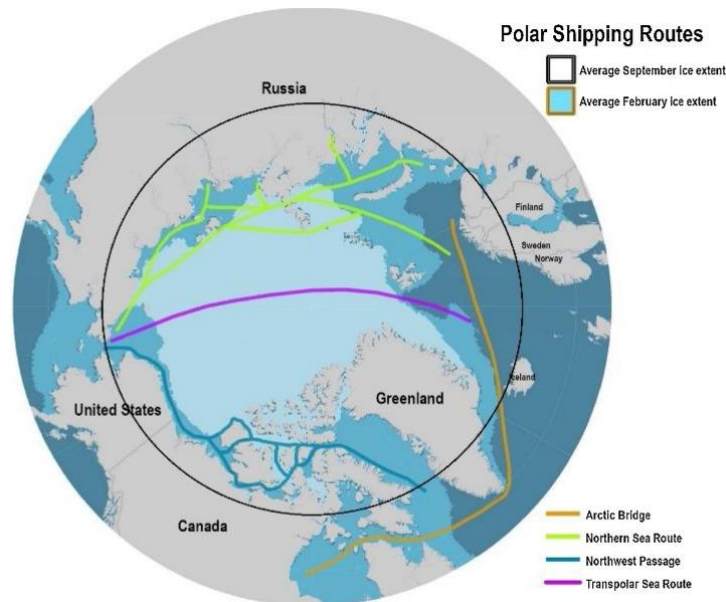 Polar Shipping Routes
Average September ice extent
Average February ice extent
Russia
Finland
Sweden
Norway
Iceland
United States
Greenland
Canada
Arctic Bridge
Northern Sea Route
Northwest Passage
Transpolar Sea Route